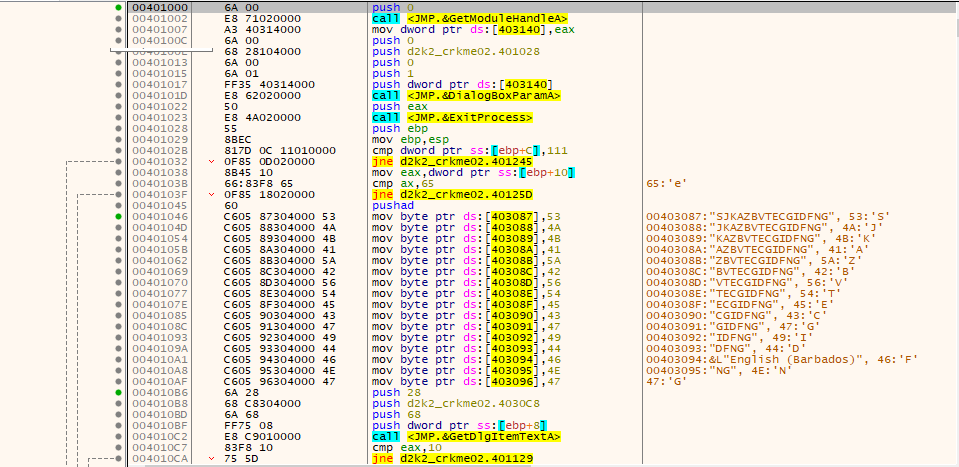 00401000 6A 00 push 0
00401002 E8 71020000 call <JMP.&GetModuleHandleA>
00401007 A3 40314000 mov dword ptr ds:[403140],eax
0040100C 6A 00 push 0
68 28104000 push d2k2_crkme02.401028
00401013 6A 00 push 0
00401015 6A 01 push 1
00401017 FF35 40314000 push dword ptr ds:[403140]
0040101D E8 62020000 call <JMP.&DialogBoxParamA>
00401022 50 push eax
00401023 E8 4A020000 call <JMP.&ExitProcess>
00401028 55 push ebp
00401029 8BEC mov ebp,esp
0040102B 817D 0C 11010000 cmp dword ptr ss:[ebp+C],111
00401032 0F85 0D020000 jne d2k2_crkme02.401245
00401038 8B45 10 mov eax,dword ptr ss:[ebp+10]
0040103B 66:83F8 65 cmp ax,65 65:'e'
0040103F 0F85 18020000 jne d2k2_crkme02.40125D
00401045 60 pushad
00401046 C605 87304000 53 mov byte ptr ds:[403087],53 00403087:"SJKAZBVTECGIDFNG", 53:'S'
0040104D C605 88304000 4A mov byte ptr ds:[403088],4A 00403088:"JKAZBVTECGIDFNG", 4A:'J'
00401054 C605 89304000 4B mov byte ptr ds:[403089],4B 00403089:"KAZBVTECGIDFNG", 4B:'K'
0040105B C605 8A304000 41 mov byte ptr ds:[40308A],41 0040308A:"AZBVTECGIDFNG", 41:'A'
00401062 C605 8B304000 5A mov byte ptr ds:[40308B],5A 0040308B:"ZBVTECGIDFNG", 5A:'Z'
00401069 C605 8C304000 42 mov byte ptr ds:[40308C],42 0040308C:"BVTECGIDFNG", 42:'B'
00401070 C605 8D304000 56 mov byte ptr ds:[40308D],56 0040308D:"VTECGIDFNG", 56:'V'
00401077 C605 8E304000 54 mov byte ptr ds:[40308E],54 0040308E:"TECGIDFNG", 54:'T'
0040107E C605 8F304000 45 mov byte ptr ds:[40308F],45 0040308F:"ECGIDFNG", 45:'E'
00401085 C605 90304000 43 mov byte ptr ds:[403090],43 00403090:"CGIDFNG", 43:'C'
0040108C C605 91304000 47 mov byte ptr ds:[403091],47 00403091:"GIDFNG", 47:'G'
00401093 C605 92304000 49 mov byte ptr ds:[403092],49 00403092:"IDFNG", 49:'I'
0040109A C605 93304000 44 mov byte ptr ds:[403093],44 00403093:"DFNG", 44:'D'
004010A1 C605 94304000 46 mov byte ptr ds:[403094],46 00403094:&L"English (Barbados)", 46:'F'
004010A8 C605 95304000 4E mov byte ptr ds:[403095],4E 00403095:"NG", 4E:'N'
004010AF C605 96304000 47 mov byte ptr ds:[403096],47 47:'G'
004010B6 6A 28 push 28
004010B8 68 C8304000 push d2k2_crkme02.4030C8
004010BD 6A 68 push 68
004010BF FF75 08 push dword ptr ss:[ebp+8]
004010C2 E8 C9010000 call <JMP.&GetDlgItemTextA>
004010C7 83F8 10 cmp eax,10
004010CA 75 5D jne d2k2_crkme02.401129